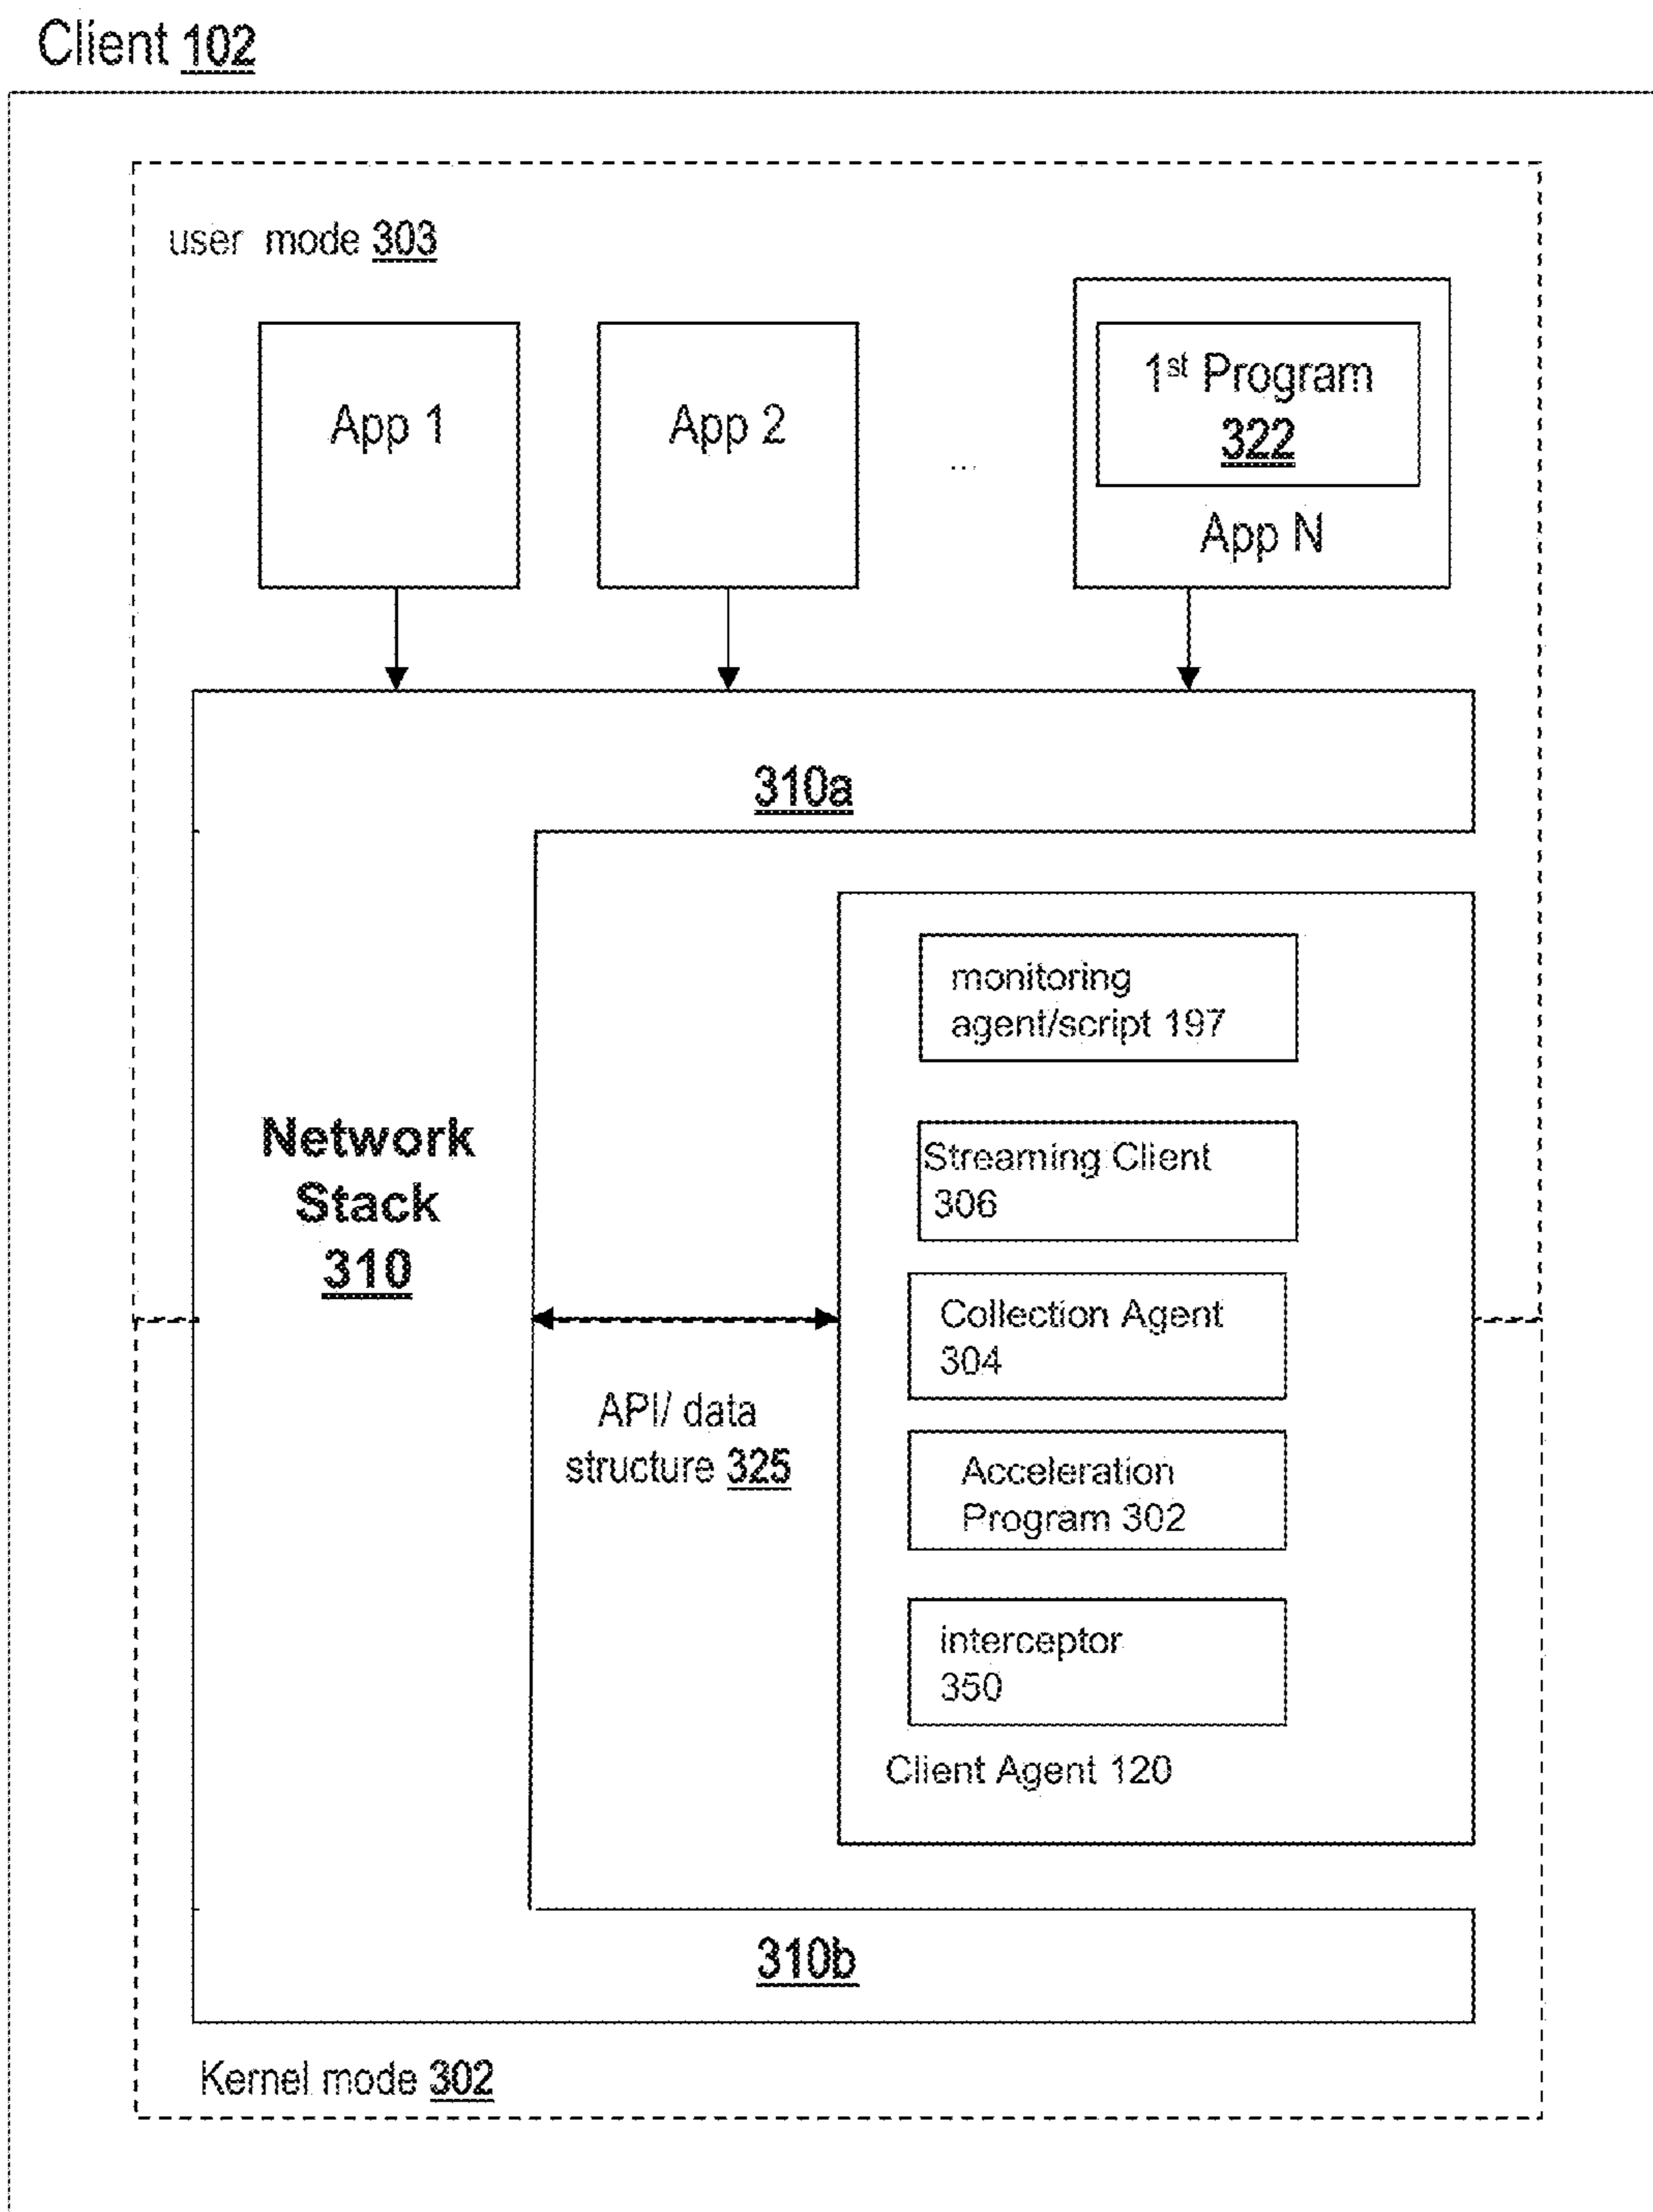 Client 102
user mode 303
App 1
App 2
...
1st Program
322
App N
310a
Network
Stack
310
API/ data
structure 325
monitoring
agent/script 197
Streaming Client
306
Collection Agent
304
Acceleration
Program 302
interceptor
350
Client Agent 120
310b
Kernel mode 302